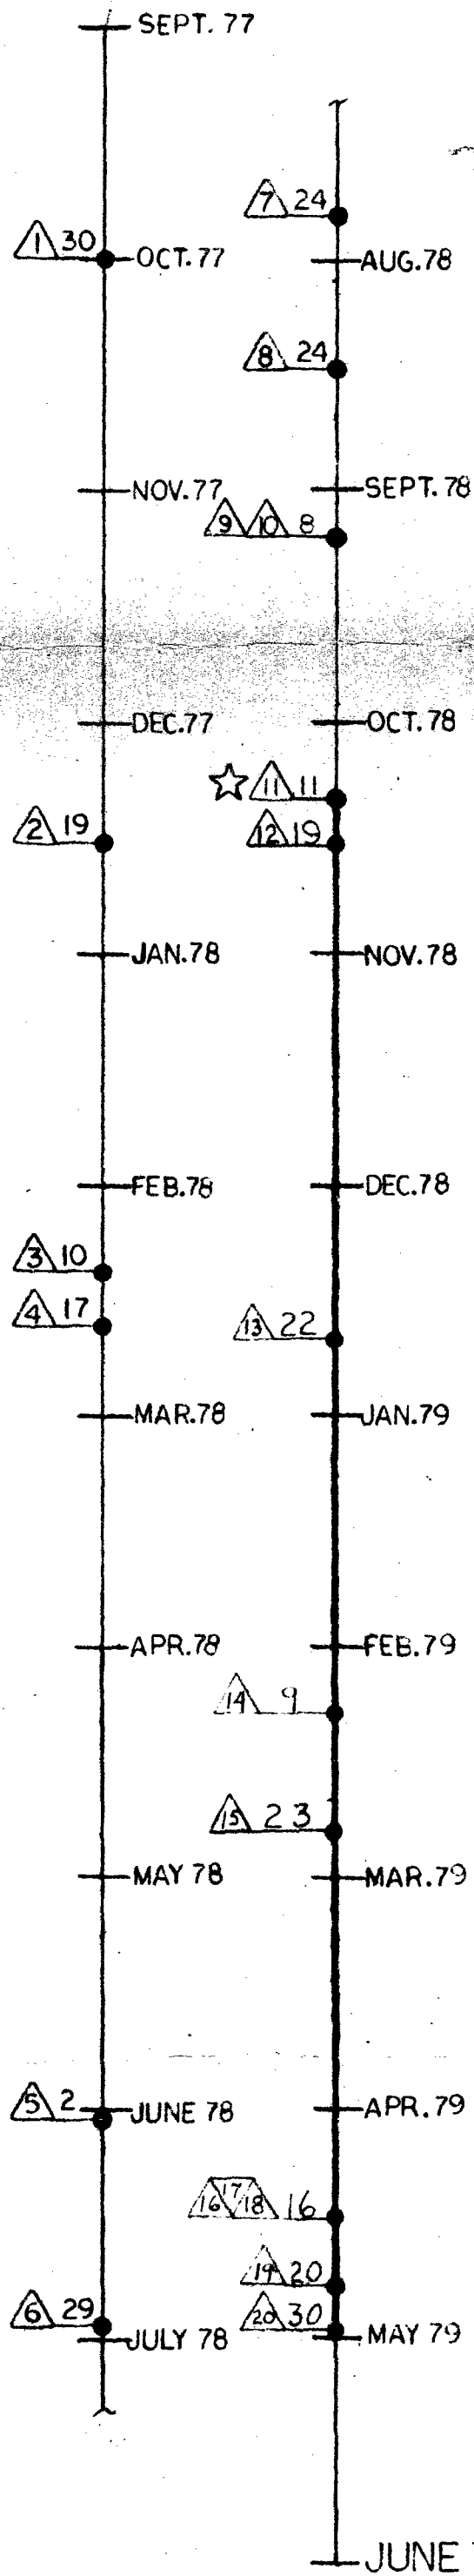 SEPT. 77
1 30
OCT. 77
NOV. 77
DEC. 77
2 19
JAN. 78
FEB. 78
3 10
4 17
MAR. 78
APR. 78
MAY 78
5 2
JUNE 78
6 29
JULY 78
7 24
AUG. 78
8 24
SEPT. 78
9 10 8
OCT. 78
11 11
12 19
NOV. 78
DEC. 78
13 22
JAN. 79
FEB. 79
14 9
15 23
MAR. 79
APR. 79
16 17 18 16
19 20
20 30
MAY 79
JUNE